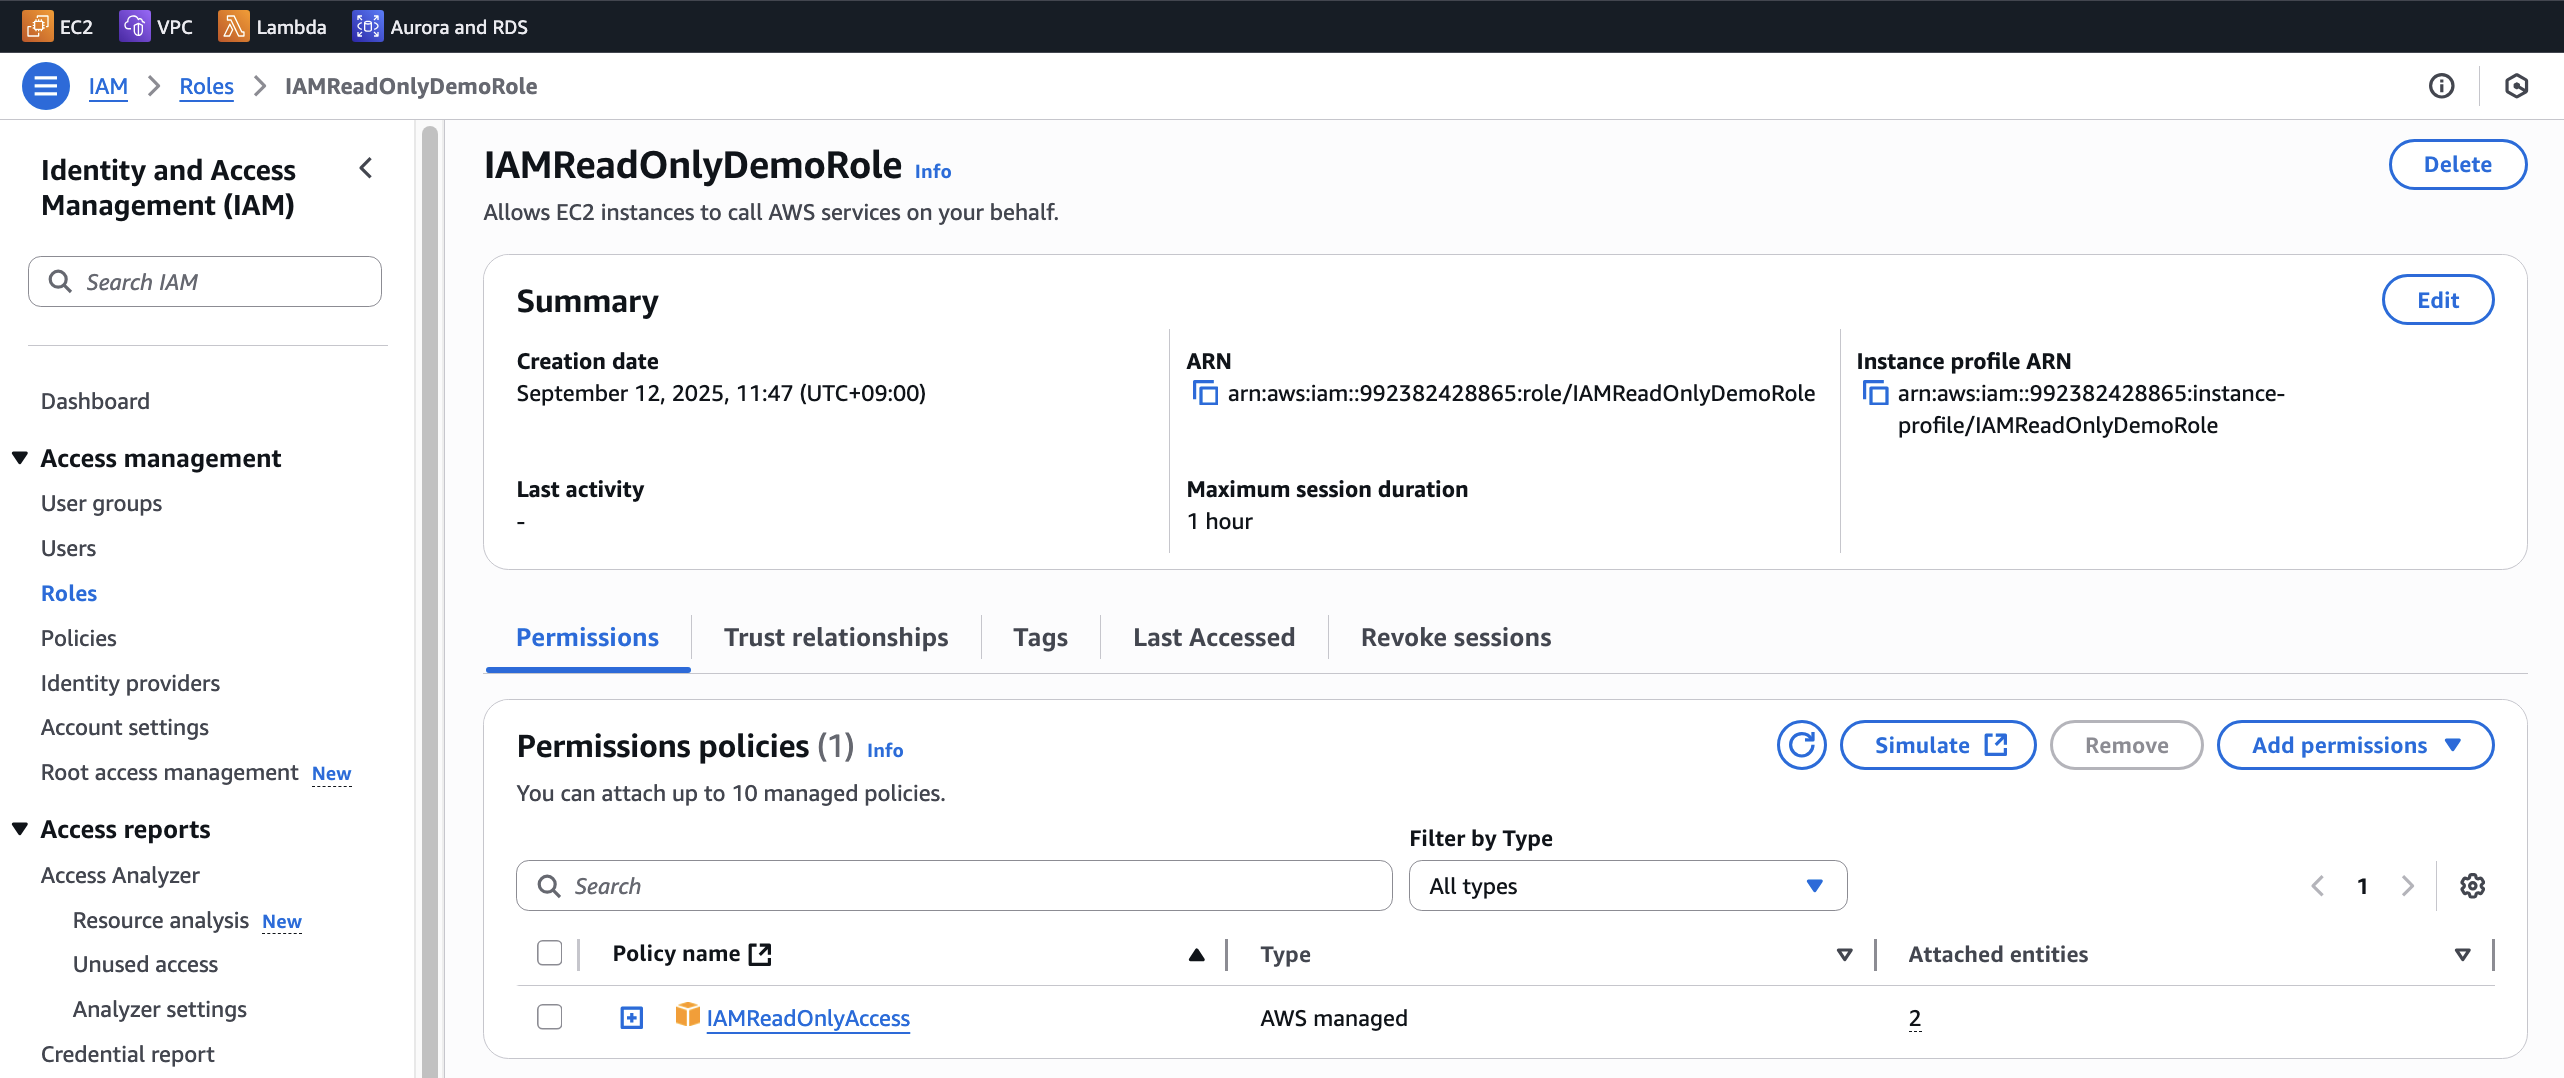 EC2 VPC Lambda Aurora and RDS
IAM Roles IAMReadOnlyDemoRole
Identity and Access
Management (IAM)
Search IAM
Dashboard
Access management
User groups
Users
Roles
Policies
Identity providers
Account settings
Root access management New
Access reports
Access Analyzer
Resource analysis New
Unused access
Analyzer settings
Credential report
IAMReadOnlyDemoRole Info
Delete
Allows EC2 instances to call AWS services on your behalf.
Summary
Edit
Creation date
September 12, 2025, 11:47 (UTC+09:00)
ARN
arn:aws:iam::992382428865:role/IAMReadOnlyDemoRole
Instance profile ARN
arn:aws:iam::992382428865:instance-
profile/IAMReadOnlyDemoRole
Last activity
-
Maximum session duration
1 hour
Permissions Trust relationships Tags Last Accessed Revoke sessions
Permissions policies (1) Info
Simulate Remove Add permissions
You can attach up to 10 managed policies.
Filter by Type
Search All types 1
Policy name Type Attached entities
IAMReadOnlyAccess AWS managed 2